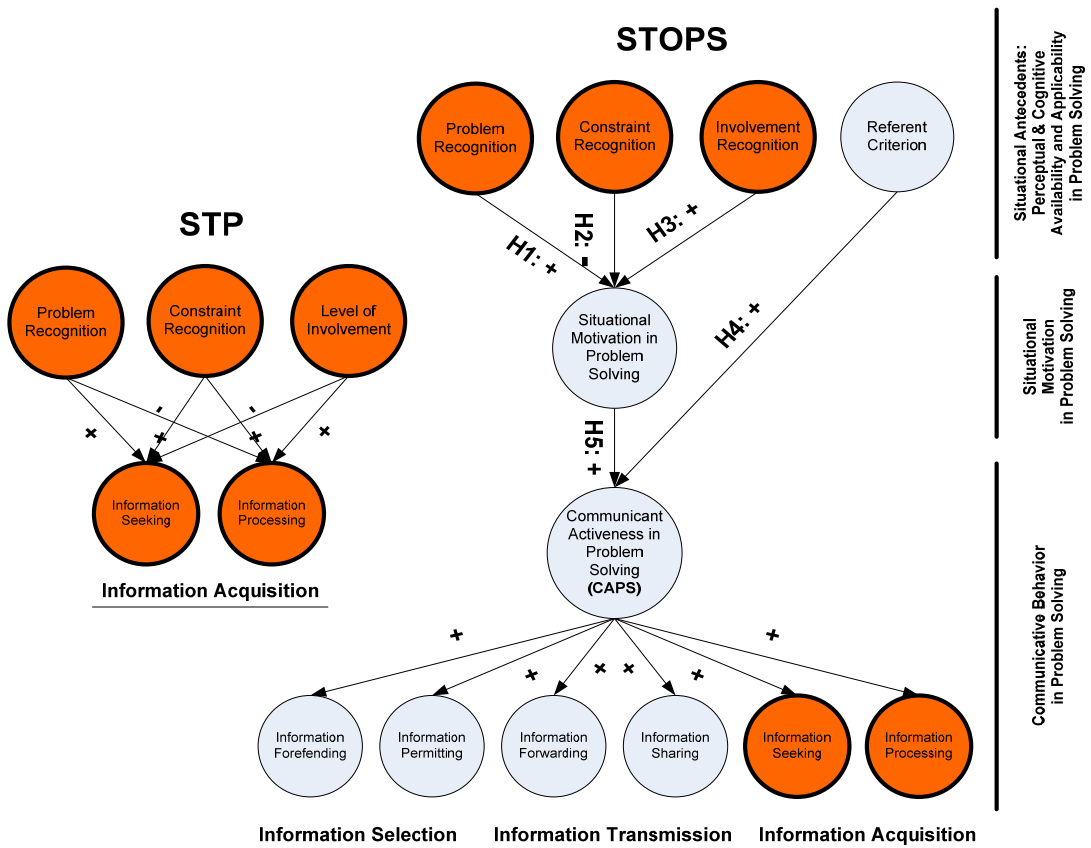 STOPS
Problem
Recognition
Constraint
Recognition
Involvement
Recognition
Referent
Criterion
Situational Antecedents:
Perceptual & Cognitive
Availability and Applicability
in Problem Solving
H1: +
H2: -
H3: +
H4: +
STP
Problem
Recognition
Constraint
Recognition
Level of
Involvement
Situational
Motivation in
Problem
Solving
Situational
Motivation
in Problem Solving
-
-
+
+
+
+
H5: +
Information
Seeking
Information
Processing
Information Acquisition
Communicant
Activeness in
Problem
Solving
(CAPS)
Communicative Behavior
in Problem Solving
+
+
+
+
+
+
Information
Forefending
Information
Permitting
Information
Forwarding
Information
Sharing
Information
Seeking
Information
Processing
Information Selection
Information Transmission
Information Acquisition